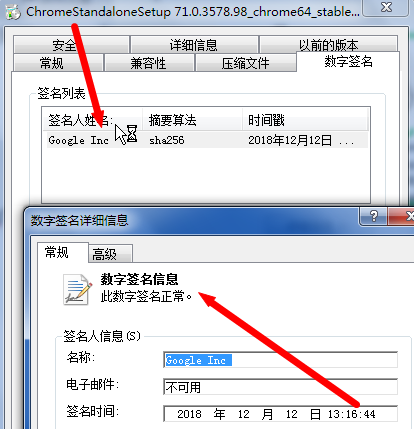 ChromeStandaloneSetup 71.0.3578.98_chrome64_stable...
安全 详细信息 以前的版本
常规 兼容性 压缩文件 数字签名
签名列表
签名人姓名: 摘要算法 时间戳
Google Inc sha256 2018年12月12日 ...
数字签名详细信息
常规 高级
数字签名信息
此数字签名正常。
签名人信息(S)
名称: Google Inc
电子邮件: 不可用
签名时间: 2018 年 12 月 12 日 13:16:44